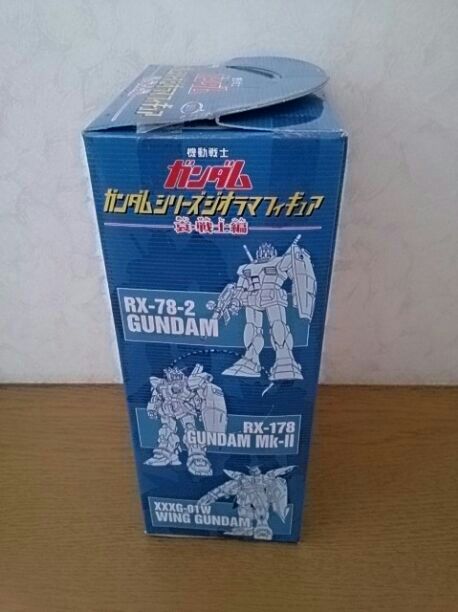 機動戦士
ガンダム
ガンダムシリーズジオラマフィギュア
哀・戦士編
RX-78-2
GUNDAM
RX-178
GUNDAM Mk-II
XXXG-01W
WING GUNDAM